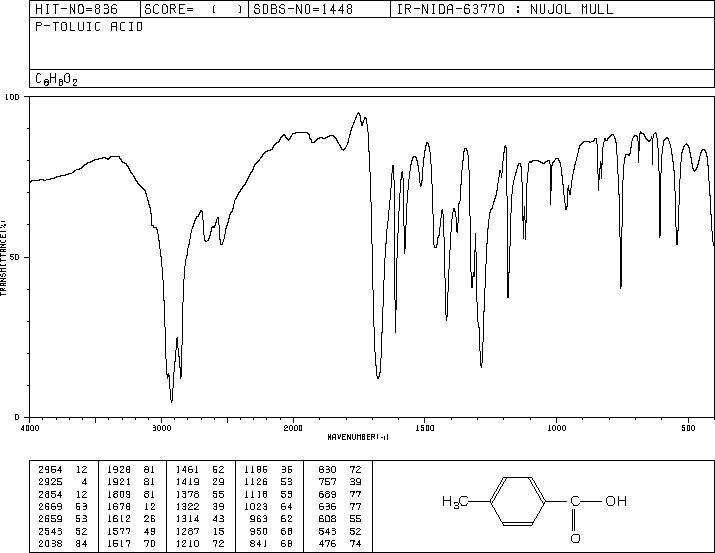 HIT-NO=836 SCORE= ( ) SDBS-NO=1448 IR-NIDA-63770 : NUJOL MULL
P-TOLUIC ACID
C8H8O2
100
50
0
TRANSMITTANCE(%)
4000 3000 2000 1500 1000 500
WAVENUMBER(-1)
2964 12 1928 81 1461 52 1186 36 830 72
2925 4 1921 81 1419 29 1126 53 757 39
2854 12 1809 81 1378 55 1118 53 689 77
2669 53 1678 12 1322 39 1023 64 636 77
2659 53 1612 26 1314 43 963 62 608 55
2543 52 1577 49 1287 15 950 68 543 52
2038 84 1517 70 1210 72 841 68 476 74
H3C
C
OH
O